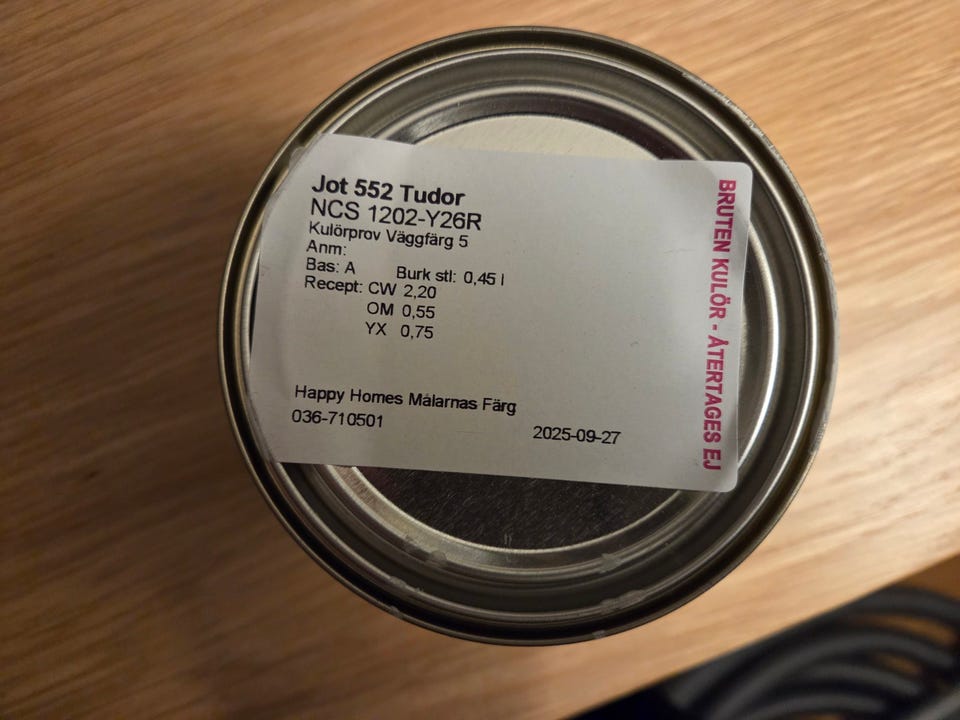 Jot 552 Tudor
NCS 1202-Y26R
Kulörprov Väggfärg 5
Anm:
Bas: A Burk stl: 0,45 l
Recept: CW 2,20
OM 0,55
YX 0,75
Happy Homes Målarnas Färg
036-710501
2025-09-27
BRUTEN KULÖR - ÅTERTAGES EJ